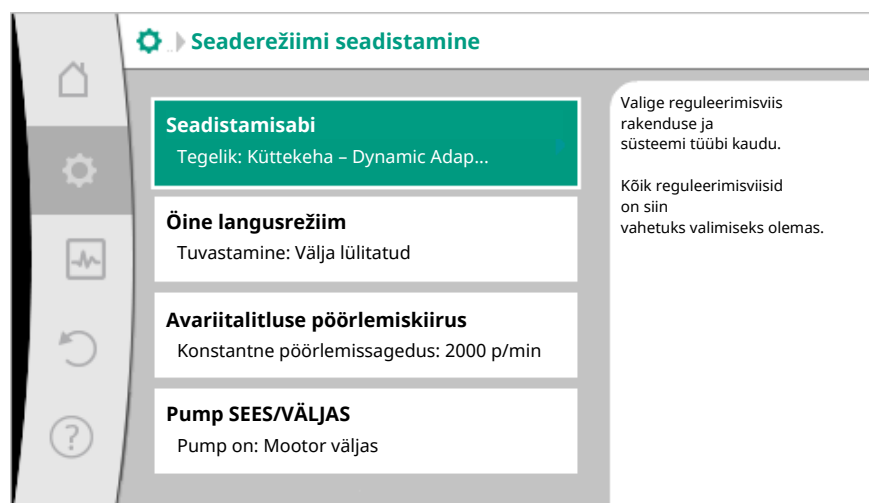 Seaderežiimi seadistamine
Seadistamisabi
Tegelik: Küttekeha – Dynamic Adap...
Öine langusrežiim
Tuvastamine: Välja lülitatud
Avariitalitluse pöörlemiskiirus
Konstantne pöörlemissagedus: 2000 p/min
Pump SEES/VÄLJAS
Pump on: Mootor väljas
Valige reguleerimisviis
rakenduse ja
süsteemi tüübi kaudu.
Kõik reguleerimisviisid
on siin
vahetuks valimiseks olemas.